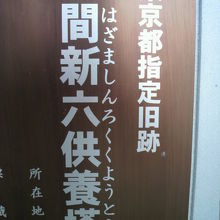 京都指定旧跡
はざましんろくくようと
間新六供養塔
所在地